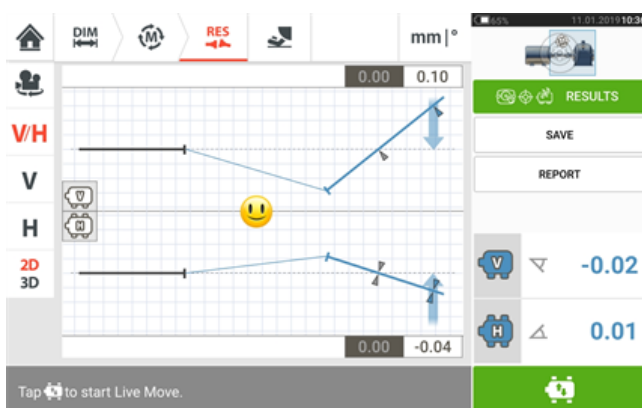 DIM
M
RES
mm|°
65%
11.01.2019 10:30
0.00 0.10
RESULTS
SAVE
REPORT
V/H
V
H
2D
3D
V
H
V -0.02
H 0.01
0.00 -0.04
Tap to start Live Move.